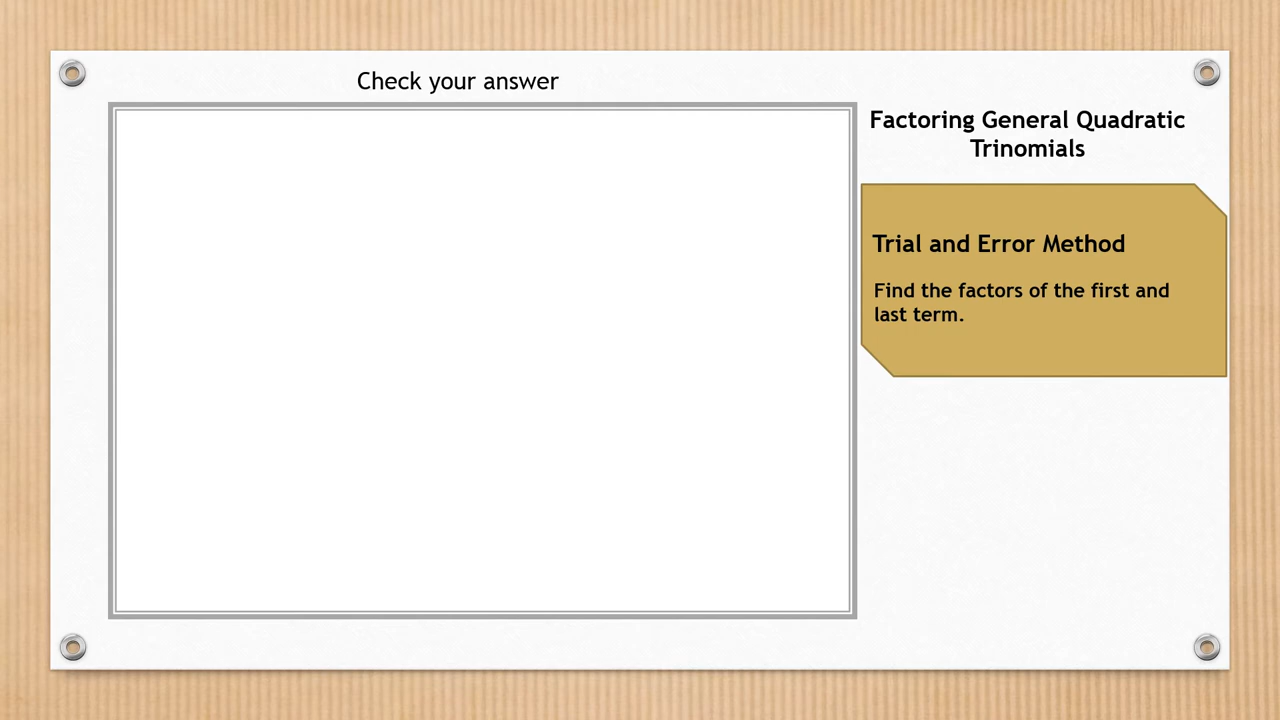 Check your answer
Factoring General Quadratic
Trinomials
Trial and Error Method
Find the factors of the first and
last term.